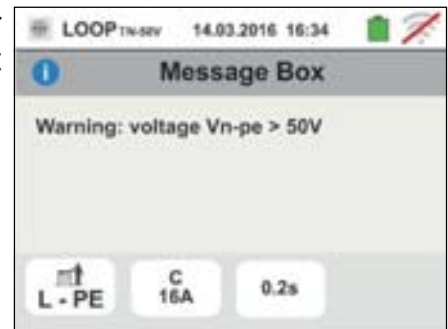 LOOP TN-50V 14.03.2016 16:34
Message Box
Warning: voltage Vn-pe > 50V
L - PE C 16A 0.2s